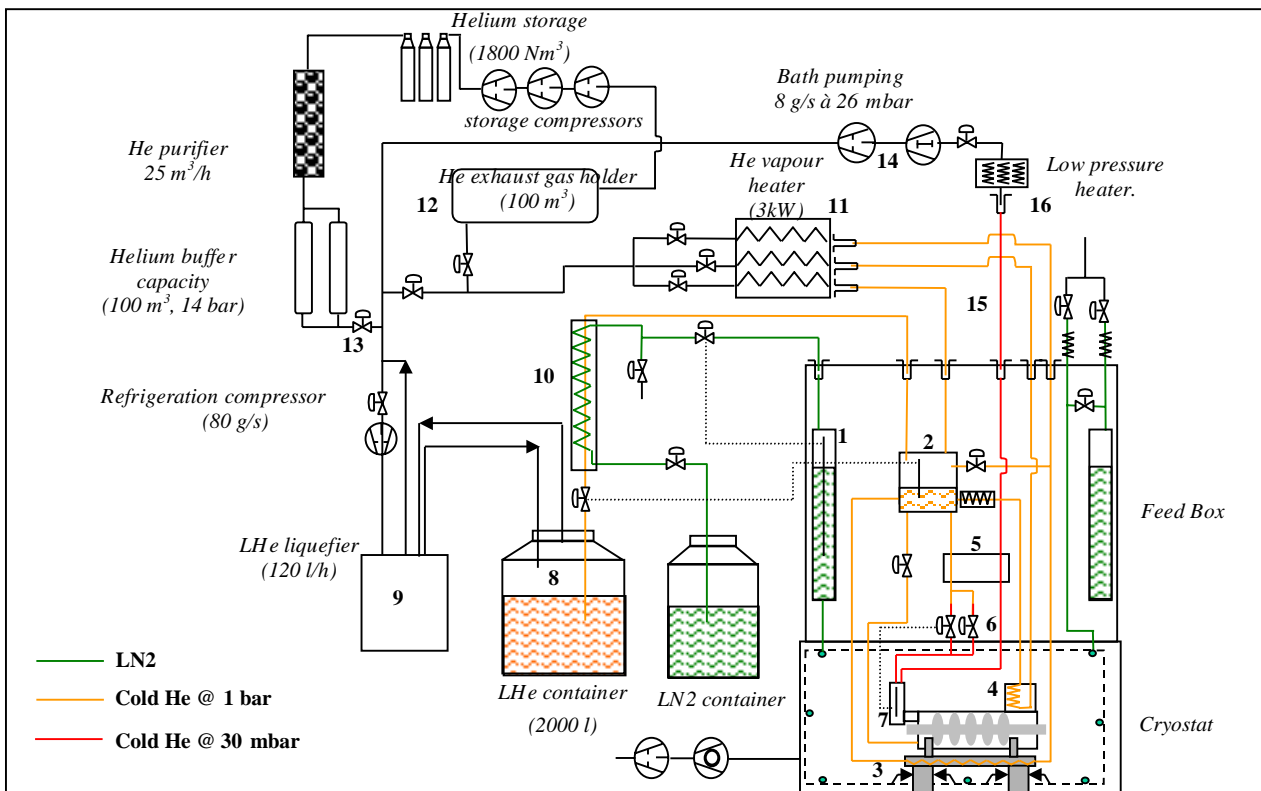 Helium storage
(1800 Nm³)
Bath pumping
8 g/s à 26 mbar
storage compressors
He purifier
25 m³/h
14
He vapour
heater
(3kW)
Low pressure
heater.
He exhaust gas holder
(100 m³)
12
11
16
Helium buffer
capacity
(100 m³, 14 bar)
13
15
10
Refrigeration compressor
(80 g/s)
1
2
Feed Box
LHe liquefier
(120 l/h)
5
8
9
6
LN2
Cold He @ 1 bar
Cold He @ 30 mbar
LHe container
(2000 l)
LN2 container
4
7
Cryostat
3